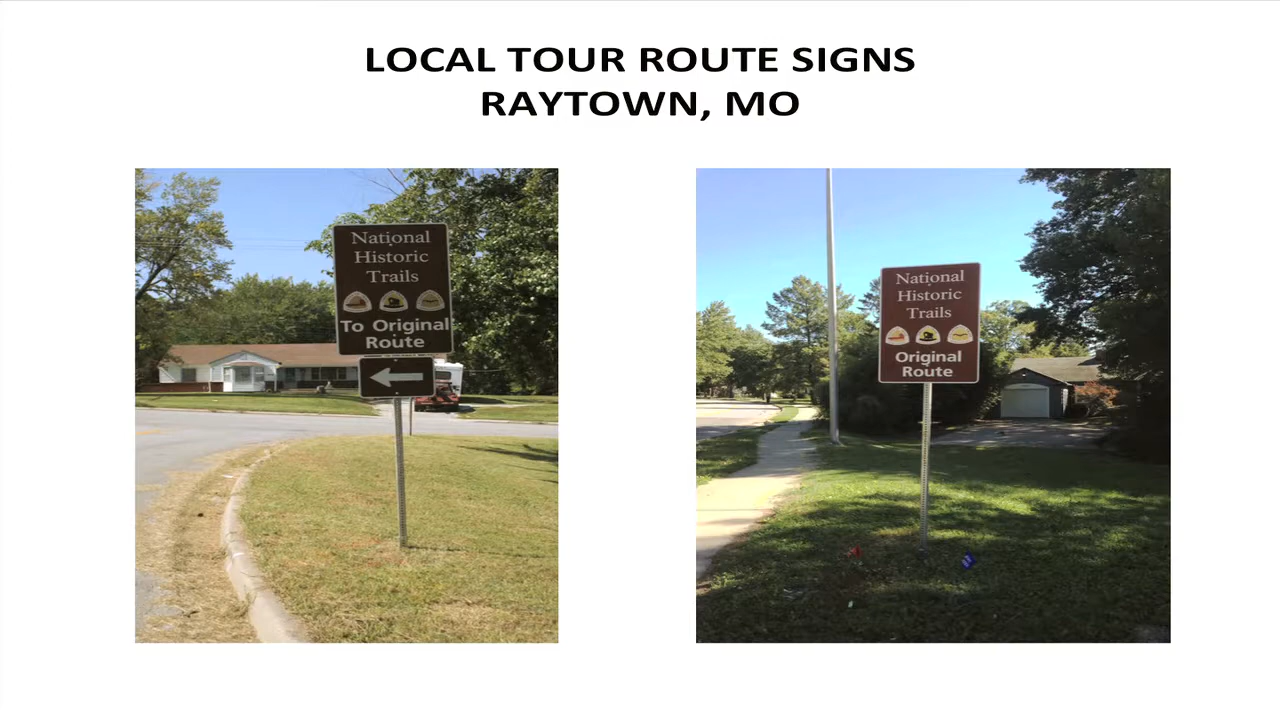 LOCAL TOUR ROUTE SIGNS
RAYTOWN, MO
National
Historic
Trails
To Original
Route
National
Historic
Trails
Original
Route